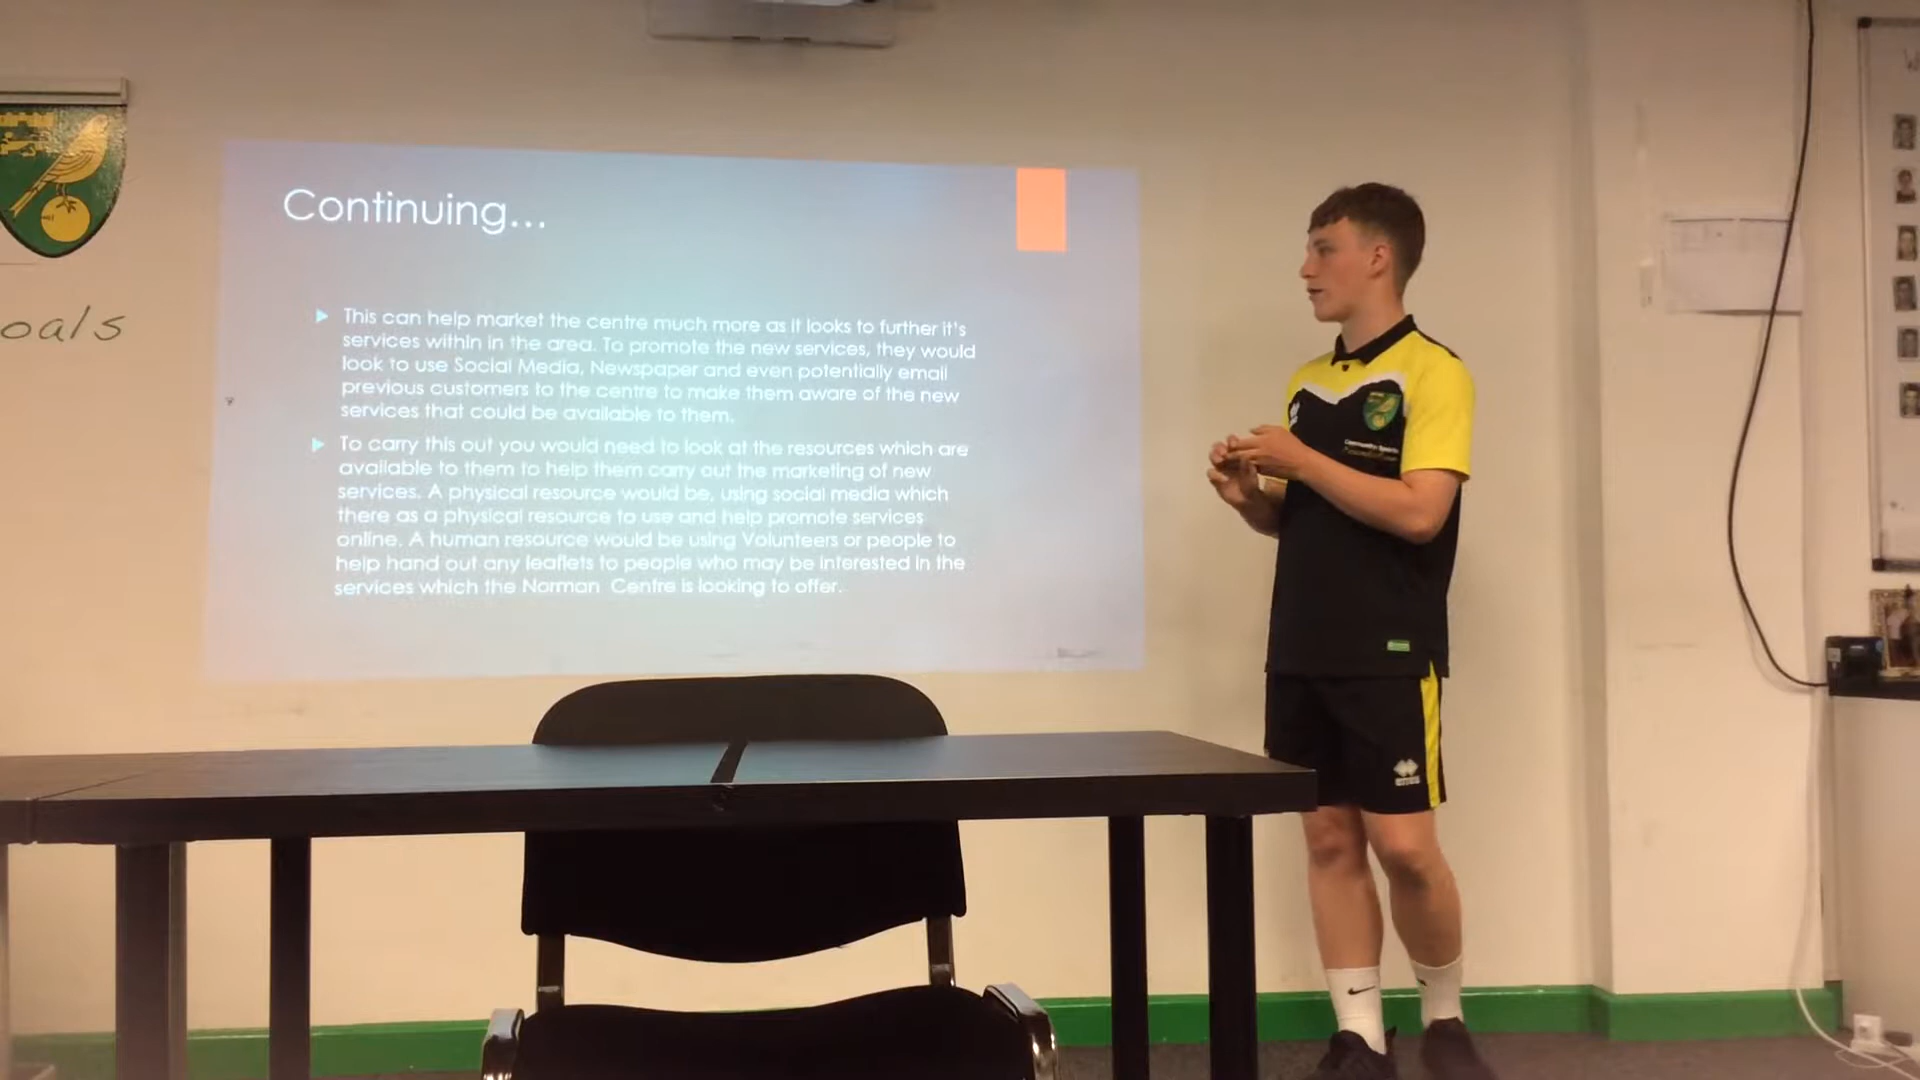 Continuing...
This can help market the centre much more as it looks to further it's
services within in the area. To promote the new services, they would
look to use Social Media, Newspaper and even potentially email
previous customers to the centre to make them aware of the new
services that could be available to them.
To carry this out you would need to look at the resources which are
available to them to help them carry out the marketing of new
services. A physical resource would be, using social media which
there as a physical resource to use and help promote services
online. A human resource would be using Volunteers or people to
help hand out any leaflets to people who may be interested in the
services which the Norman Centre is looking to offer.
oals